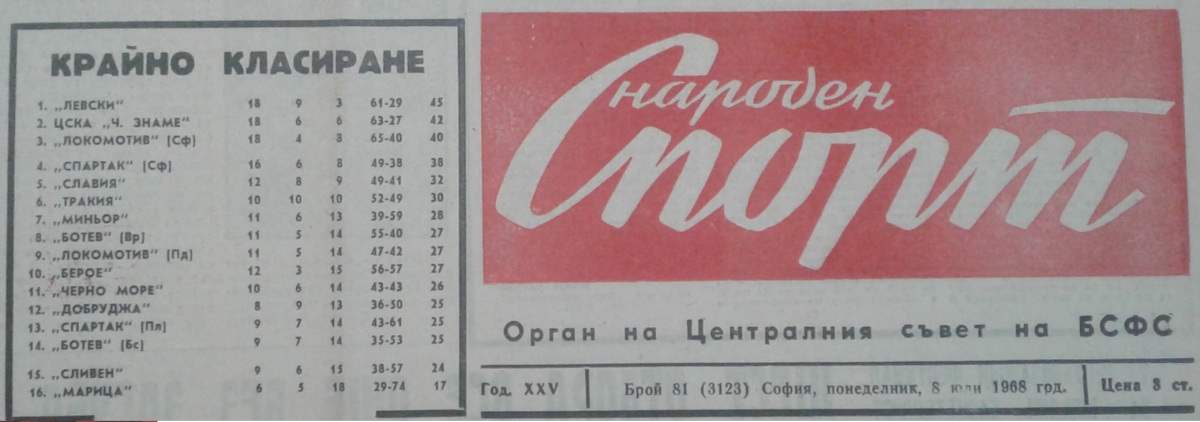 КРАЙНО КЛАСИРАНЕ
1. „ЛЕВСКИ“ 18 9 3 61-29 45
2. ЦСКА „Ч. ЗНАМЕ“ 18 6 6 63-27 42
3. „ЛОКОМОТИВ“ (Сф) 18 4 8 65-40 40
4. „СПАРТАК“ (Сф) 16 6 8 49-38 38
5. „СЛАВИЯ“ 12 8 9 49-41 32
6. „ТРАКИЯ“ 10 10 10 52-49 30
7. „МИНЬОР“ 11 6 13 39-59 28
8. „БОТЕВ“ (Вр) 11 5 14 55-40 27
9. „ЛОКОМОТИВ“ (Пд) 11 5 14 47-42 27
10. „БЕРОЕ“ 12 3 15 56-57 27
11. „ЧЕРНО МОРЕ“ 10 6 14 43-43 26
12. „ДОБРУДЖА“ 8 9 13 36-50 25
13. „СПАРТАК“ (Пл) 9 7 14 43-61 25
14. „БОТЕВ“ (Бс) 9 7 14 35-53 25
15. „СЛИВЕН“ 9 6 15 38-57 24
16. „МАРИЦА“ 6 5 18 29-74 17
народен
Спорт
Орган на Централния съвет на БСФС
Год. XXV Брой 81 (3123) София, понеделник, 8 юли 1968 год. Цена 8 ст.